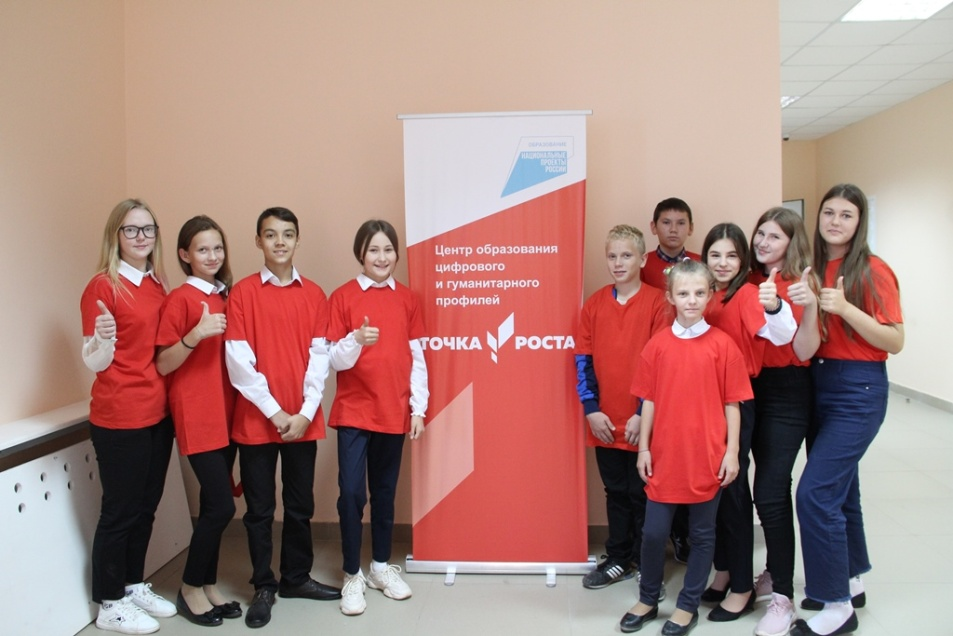 ОБРАЗОВАНИЕ
НАЦИОНАЛЬНЫЕ
ПРОЕКТЫ
РОССИИ
Центр образования
цифрового
и гуманитарного
профилей
ТОЧКА РОСТА